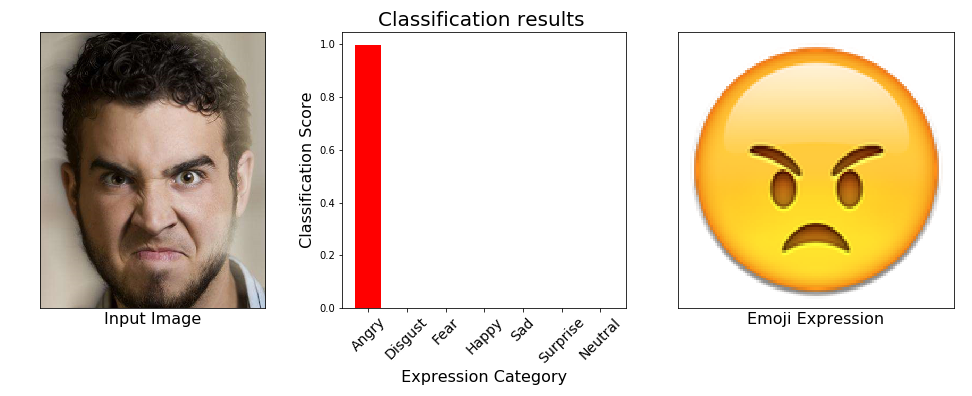 Classification results
Classification Score
1.0
0.8
0.6
0.4
0.2
0.0
Angry
Disgust
Fear
Happy
Sad
Surprise
Neutral
Expression Category
Input Image
Emoji Expression